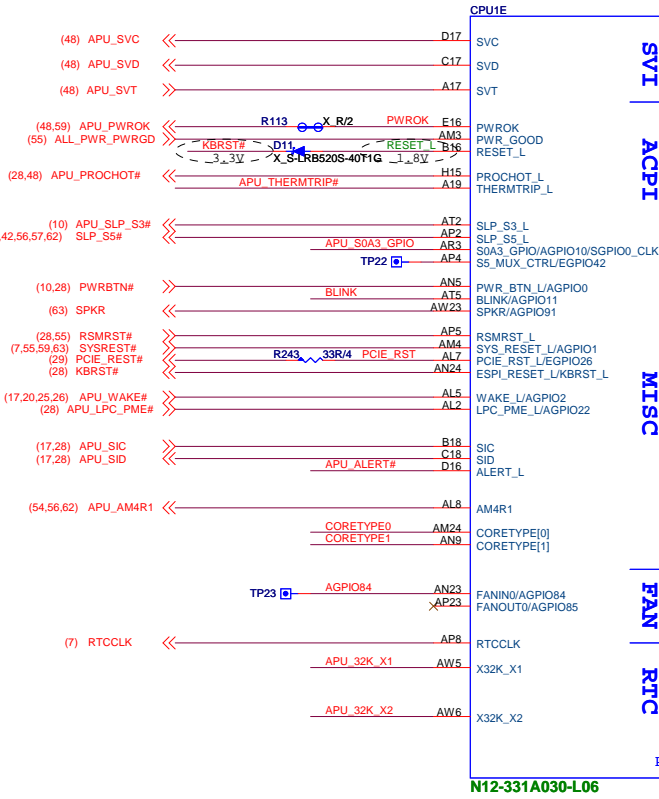 CPU1E
(48) APU_SVC D17 SVC
(48) APU_SVD C17 SVD
(48) APU_SVT A17 SVT
SVI
R113 X_R/2
(48,59) APU_PWROK PWROK E16 PWROK
(55) ALL_PWR_PWRGD AM3 PWR_GOOD
KBRST# D11 RESET_L B16 RESET_L
3.3V X_S-LRB520S-40T1G 1.8V
ACPI
(28,48) APU_PROCHOT# H15 PROCHOT_L
APU_THERMTRIP# A19 THERMTRIP_L
(10) APU_SLP_S3# AT2 SLP_S3_L
42,56,57,62) SLP_S5# AP2 SLP_S5_L
APU_S0A3_GPIO AR3 S0A3_GPIO/AGPIO10/SGPIO0_CLK
TP22 AP4 S5_MUX_CTRL/EGPIO42
(10,28) PWRBTN# AN5 PWR_BTN_L/AGPIO0
BLINK AT5 BLINK/AGPIO11
(63) SPKR AW23 SPKR/AGPIO91
(28,55) RSMRST# AP5 RSMRST_L
(7,55,59,63) SYSREST# AM4 SYS_RESET_L/AGPIO1
(29) PCIE_REST# R243 33R/4 PCIE_RST AL7 PCIE_RST_L/EGPIO26
(28) KBRST# AN24 ESPI_RESET_L/KBRST_L
MISC
(17,20,25,26) APU_WAKE# AL5 WAKE_L/AGPIO2
(28) APU_LPC_PME# AL2 LPC_PME_L/AGPIO22
(17,28) APU_SIC B18 SIC
(17,28) APU_SID C18 SID
APU_ALERT# D16 ALERT_L
(54,56,62) APU_AM4R1 AL8 AM4R1
CORETYPE0 AM24 CORETYPE[0]
CORETYPE1 AN9 CORETYPE[1]
TP23 AGPIO84 AN23 FANIN0/AGPIO84
AP23 FANOUT0/AGPIO85
FAN
(7) RTCCLK AP8 RTCCLK
APU_32K_X1 AW5 X32K_X1
RTC
APU_32K_X2 AW6 X32K_X2
N12-331A030-L06